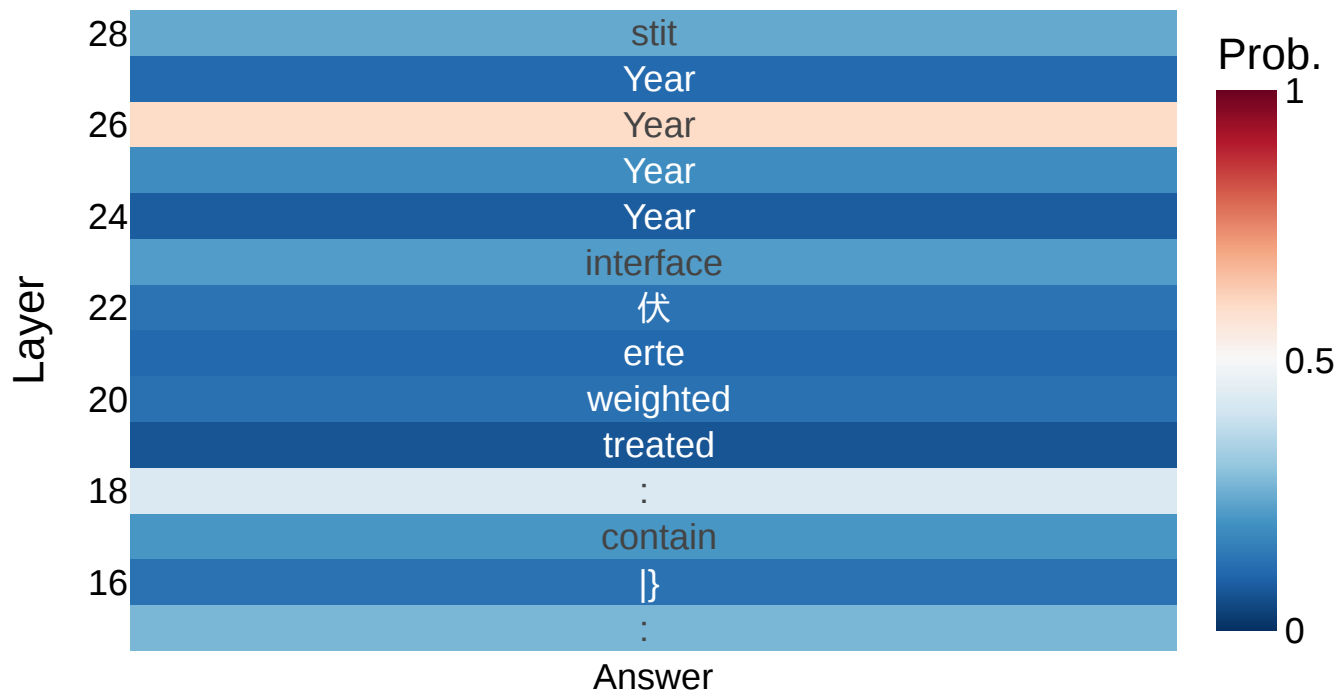 28 stit
Year
26 Year
Year
24 Year
interface
22 伏
erte
20 weighted
treated
18 :
contain
16 |}
:
Answer
Layer
Prob.
1
0.5
0